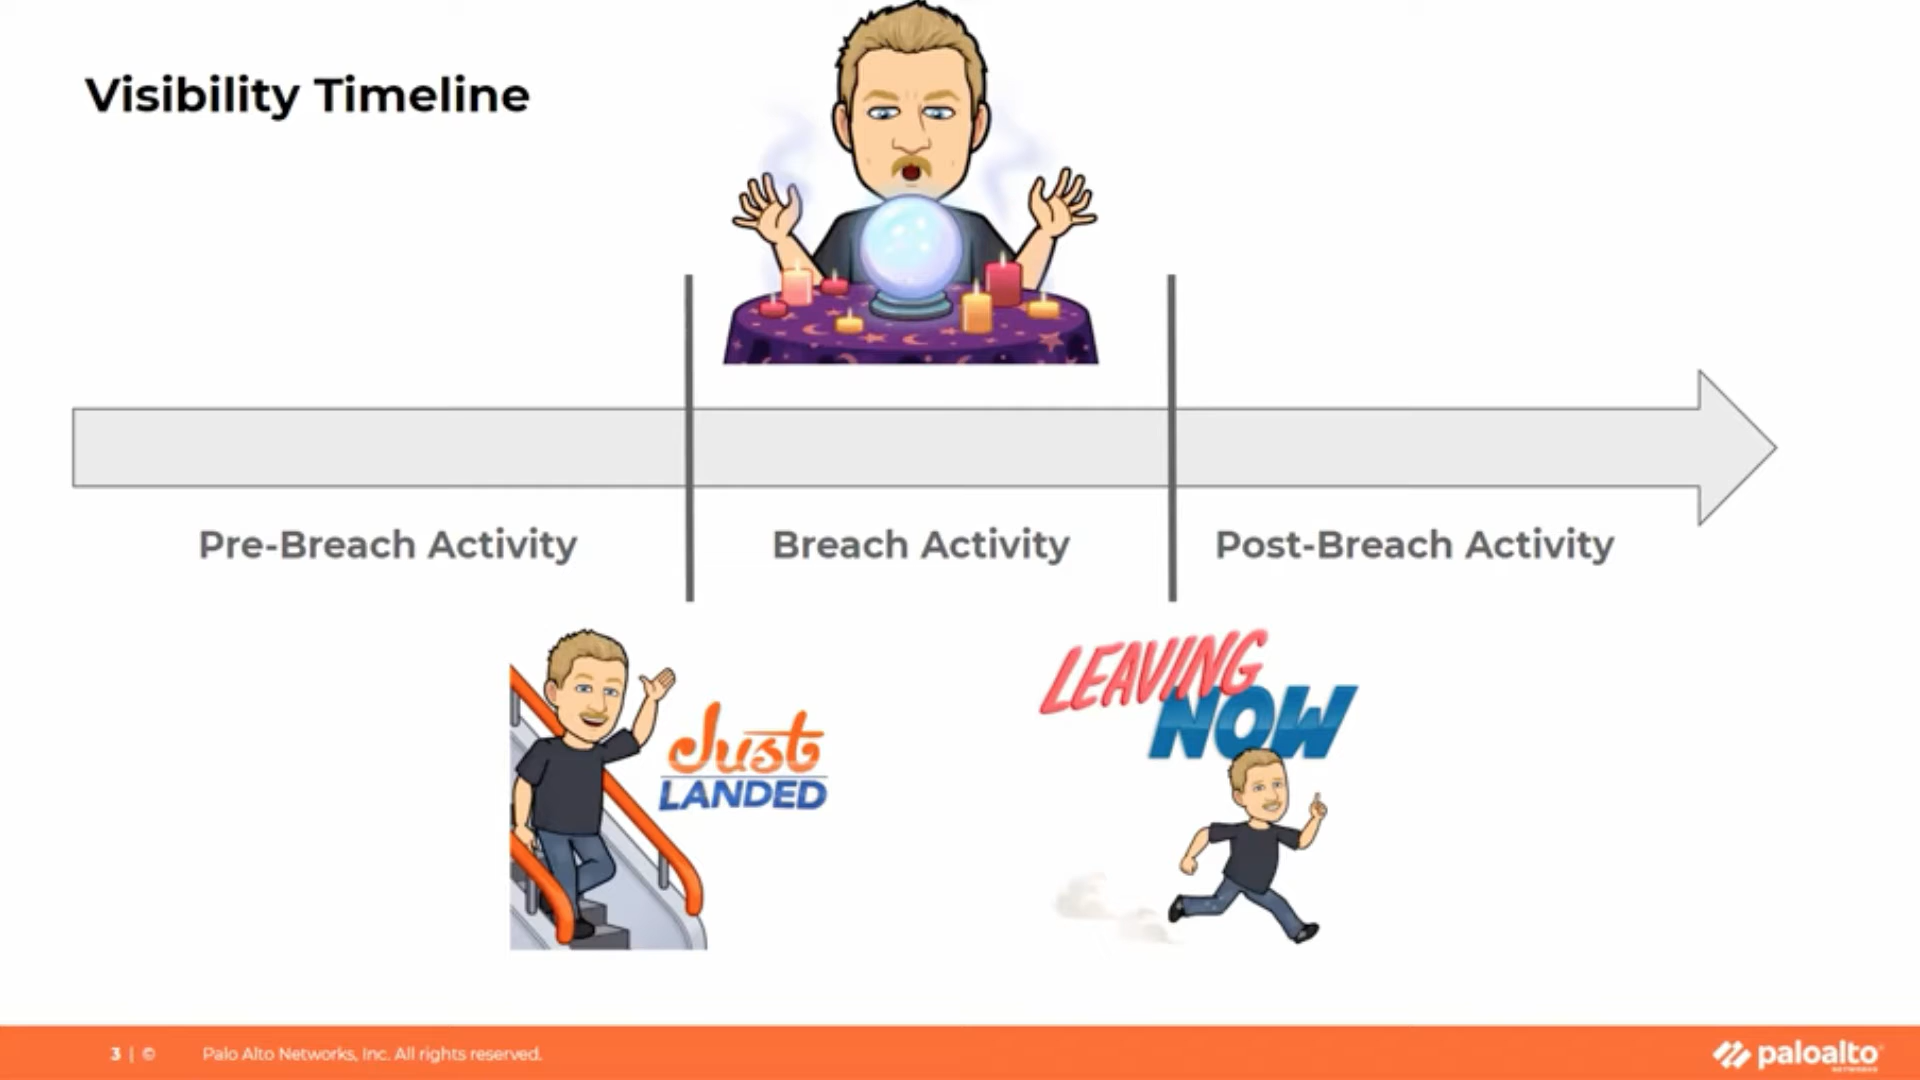 Visibility Timeline
Pre-Breach Activity
Breach Activity
Post-Breach Activity
Just
LANDED
LEAVING
NOW
3 | © Palo Alto Networks, Inc. All rights reserved.
paloalto
NETWORKS